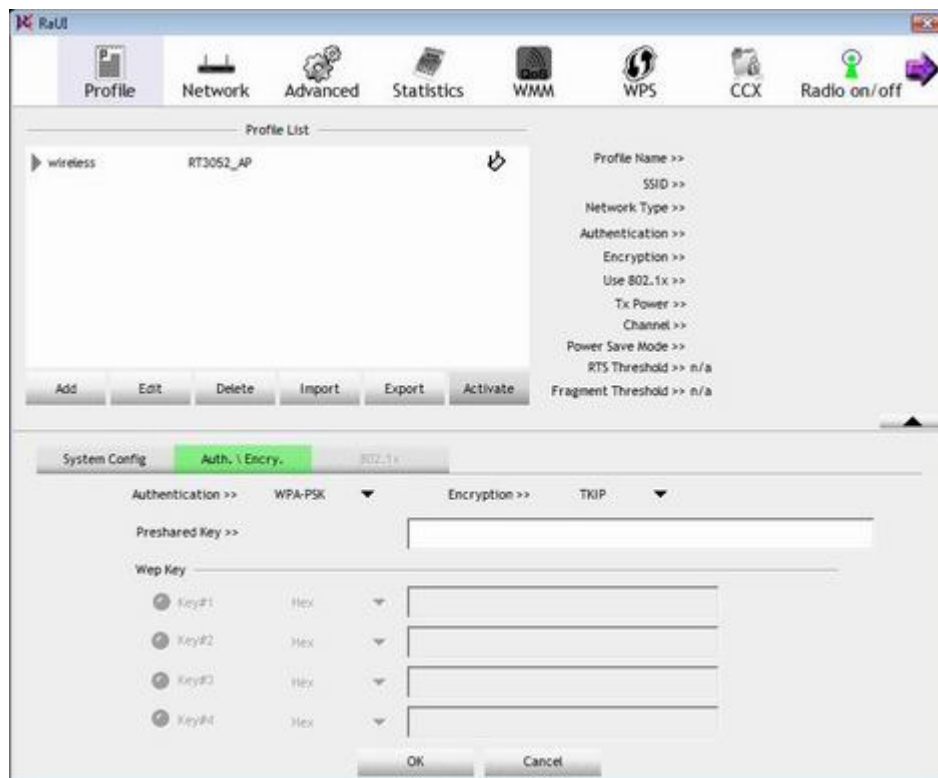 RaUI
Profile Network Advanced Statistics WMM WPS CCX Radio on/off
QoS
Profile List
wireless RT3052_AP
Profile Name >>
SSID >>
Network Type >>
Authentication >>
Encryption >>
Use 802.1x >>
Tx Power >>
Channel >>
Power Save Mode >>
RTS Threshold >> n/a
Fragment Threshold >> n/a
Add Edit Delete Import Export Activate
System Config Auth. \ Encry. 802.1x
Authentication >> WPA-PSK Encryption >> TKIP
Preshared Key >>
Wep Key
Key#1 Hex
Key#2 Hex
Key#3 Hex
Key#4 Hex
OK Cancel